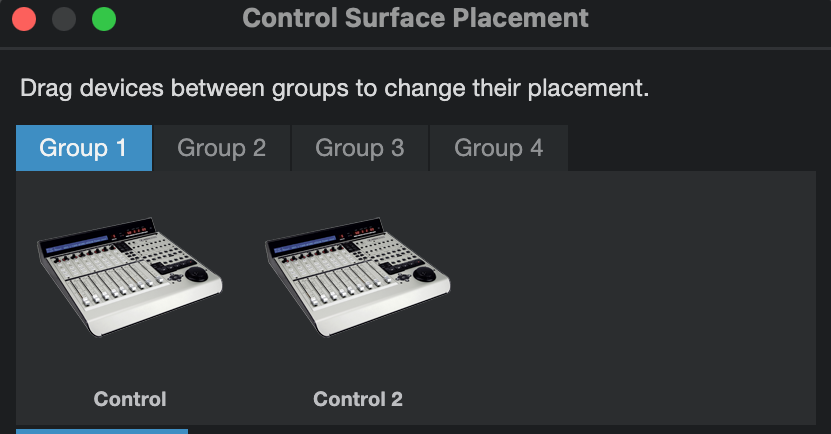 Control Surface Placement
Drag devices between groups to change their placement.
Group 1 Group 2 Group 3 Group 4
Control Control 2